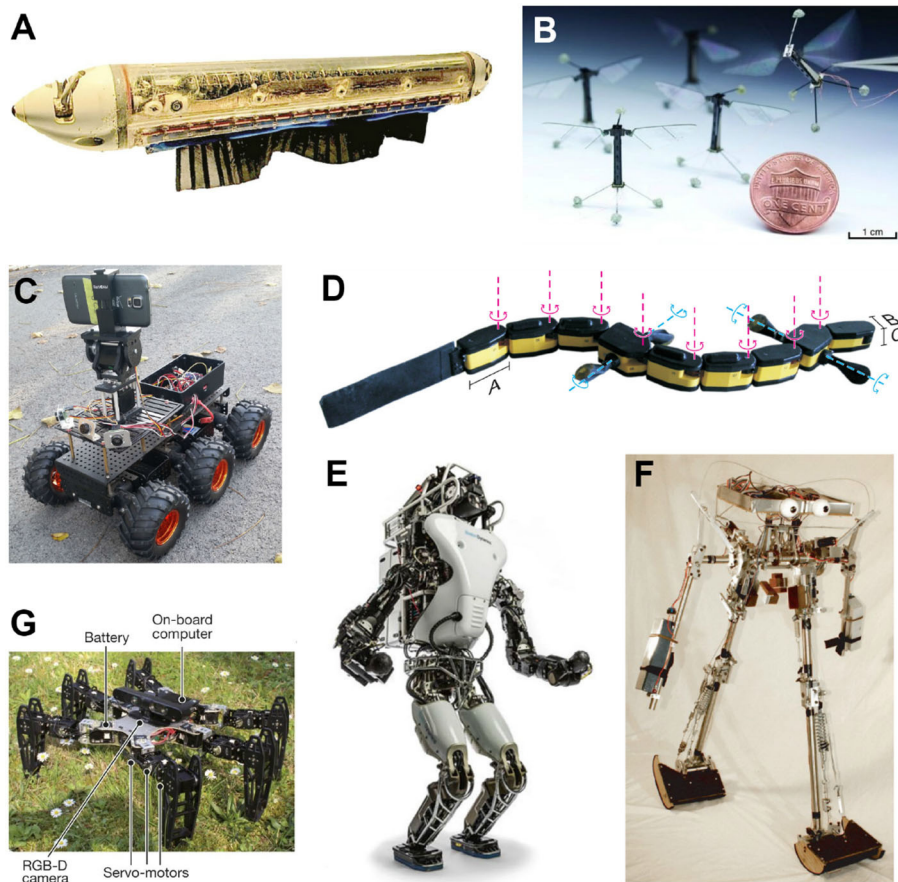 A
B
ONE CENT
1 cm
C
D
A
B
C
E
F
G
Battery
On-board
computer
RGB-D
camera
Servo-motors